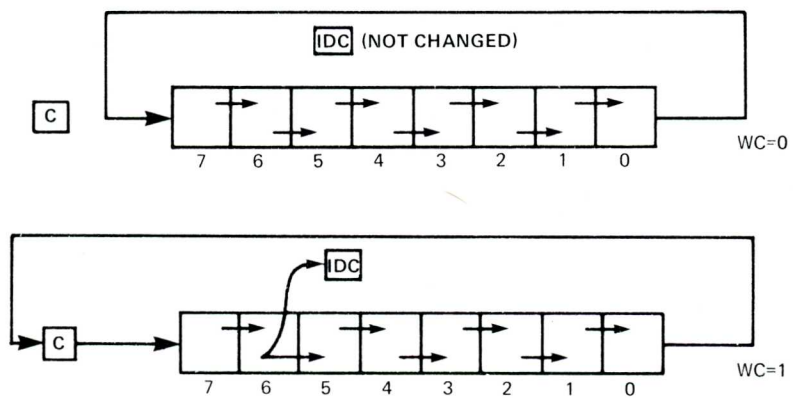 IDC (NOT CHANGED)
C
7 6 5 4 3 2 1 0
WC=0
IDC
C
7 6 5 4 3 2 1 0
WC=1